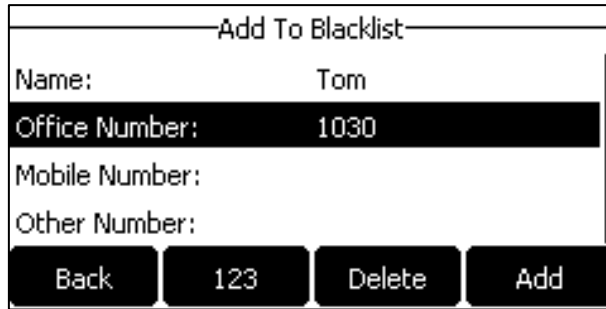 Add To Blacklist
Name: Tom
Office Number: 1030
Mobile Number:
Other Number:
Back 123 Delete Add